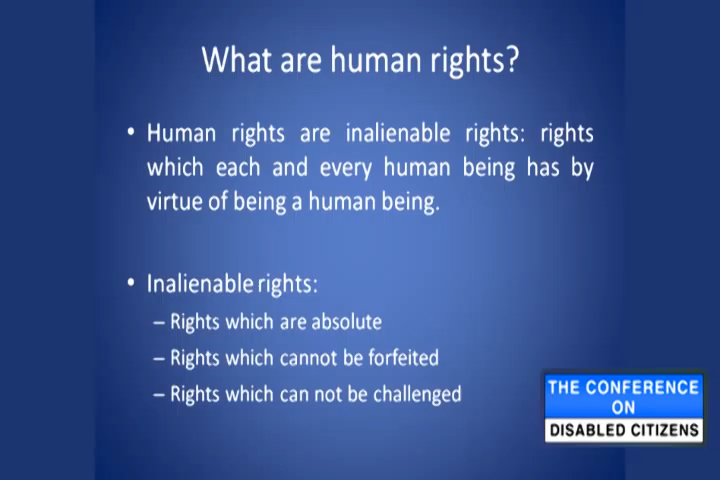 What are human rights?
• Human rights are inalienable rights: rights
which each and every human being has by
virtue of being a human being.
• Inalienable rights:
– Rights which are absolute
– Rights which cannot be forfeited
– Rights which can not be challenged
THE CONFERENCE
ON
DISABLED CITIZENS